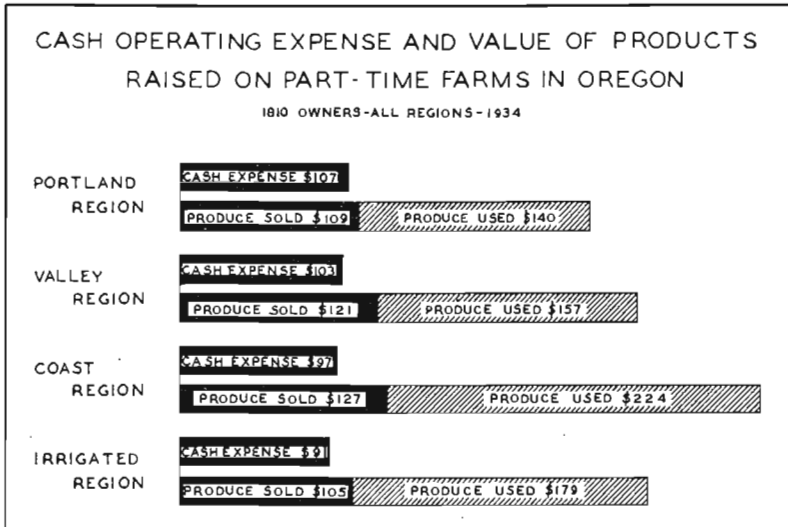 CASH OPERATING EXPENSE AND VALUE OF PRODUCTS
RAISED ON PART-TIME FARMS IN OREGON
1810 OWNERS-ALL REGIONS-1934
PORTLAND
REGION
CASH EXPENSE $107
PRODUCE SOLD $109
PRODUCE USED $140
VALLEY
REGION
CASH EXPENSE $103
PRODUCE SOLD $121
PRODUCE USED $157
COAST
REGION
CASH EXPENSE $97
PRODUCE SOLD $127
PRODUCE USED $224
IRRIGATED
REGION
CASH EXPENSE $91
PRODUCE SOLD $105
PRODUCE USED $179